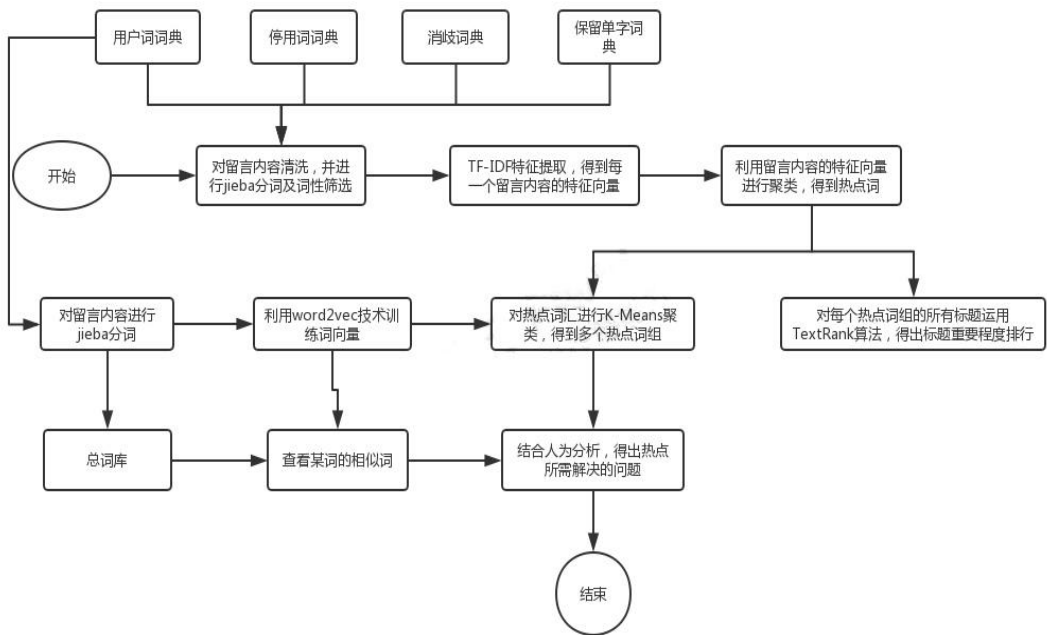 用户词词典
停用词词典
消歧词典
保留单字词
典
开始
对留言内容清洗，并进
行jieba分词及词性筛选
TF-IDF特征提取，得到每
一个留言内容的特征向量
利用留言内容的特征向量
进行聚类，得到热点词
对留言内容进行
jieba分词
利用word2vec技术训
练词向量
对热点词汇进行K-Means聚
类，得到多个热点词组
对每个热点词组的所有标题运用
TextRank算法，得出标题重要程度排行
总词库
查看某词的相似词
结合人为分析，得出热点
所需解决的问题
结束